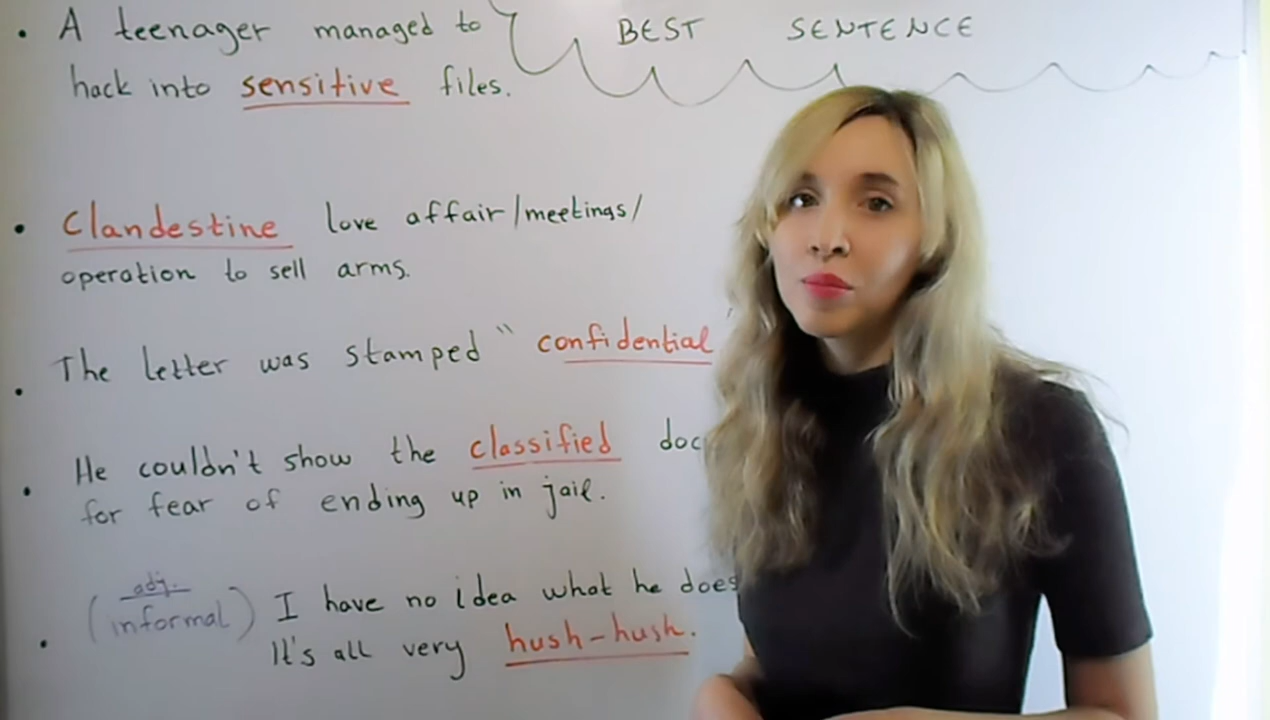 BEST SENTENCE
• A teenager managed to
hack into sensitive files.
• Clandestine love affair/meetings/
operation to sell arms.
• The letter was stamped "confidential
• He couldn't show the classified
for fear of ending up in jail.
adj.
• (informal) I have no idea what he does
It's all very hush-hush.